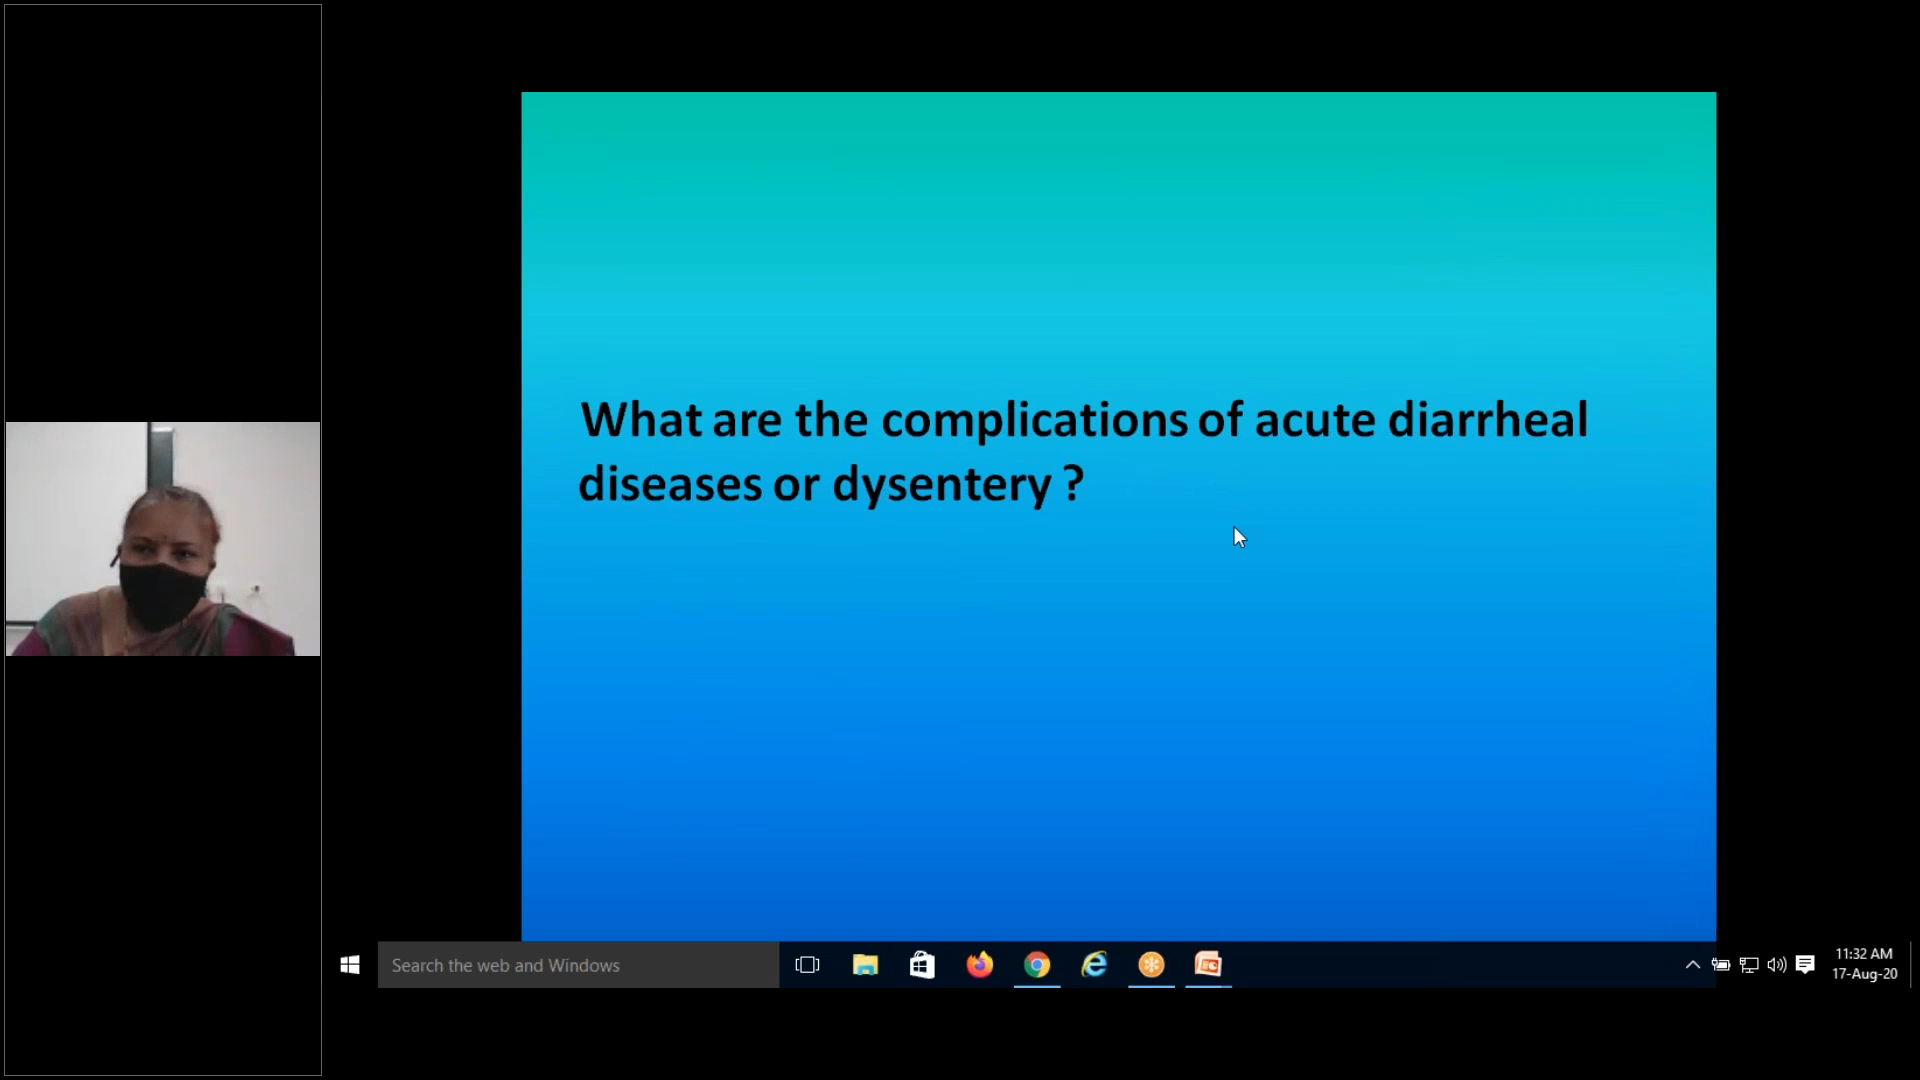 What are the complications of acute diarrheal
diseases or dysentery ?
Search the web and Windows
11:32 AM
17-Aug-20